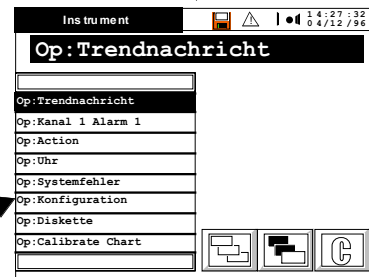 Instrument 14:27:32
04/12/96
Op:Trendnachricht
Op:Trendnachricht
Op:Kanal 1 Alarm 1
Op:Action
Op:Uhr
Op:Systemfehler
Op:Konfiguration
Op:Diskette
Op:Calibrate Chart
C